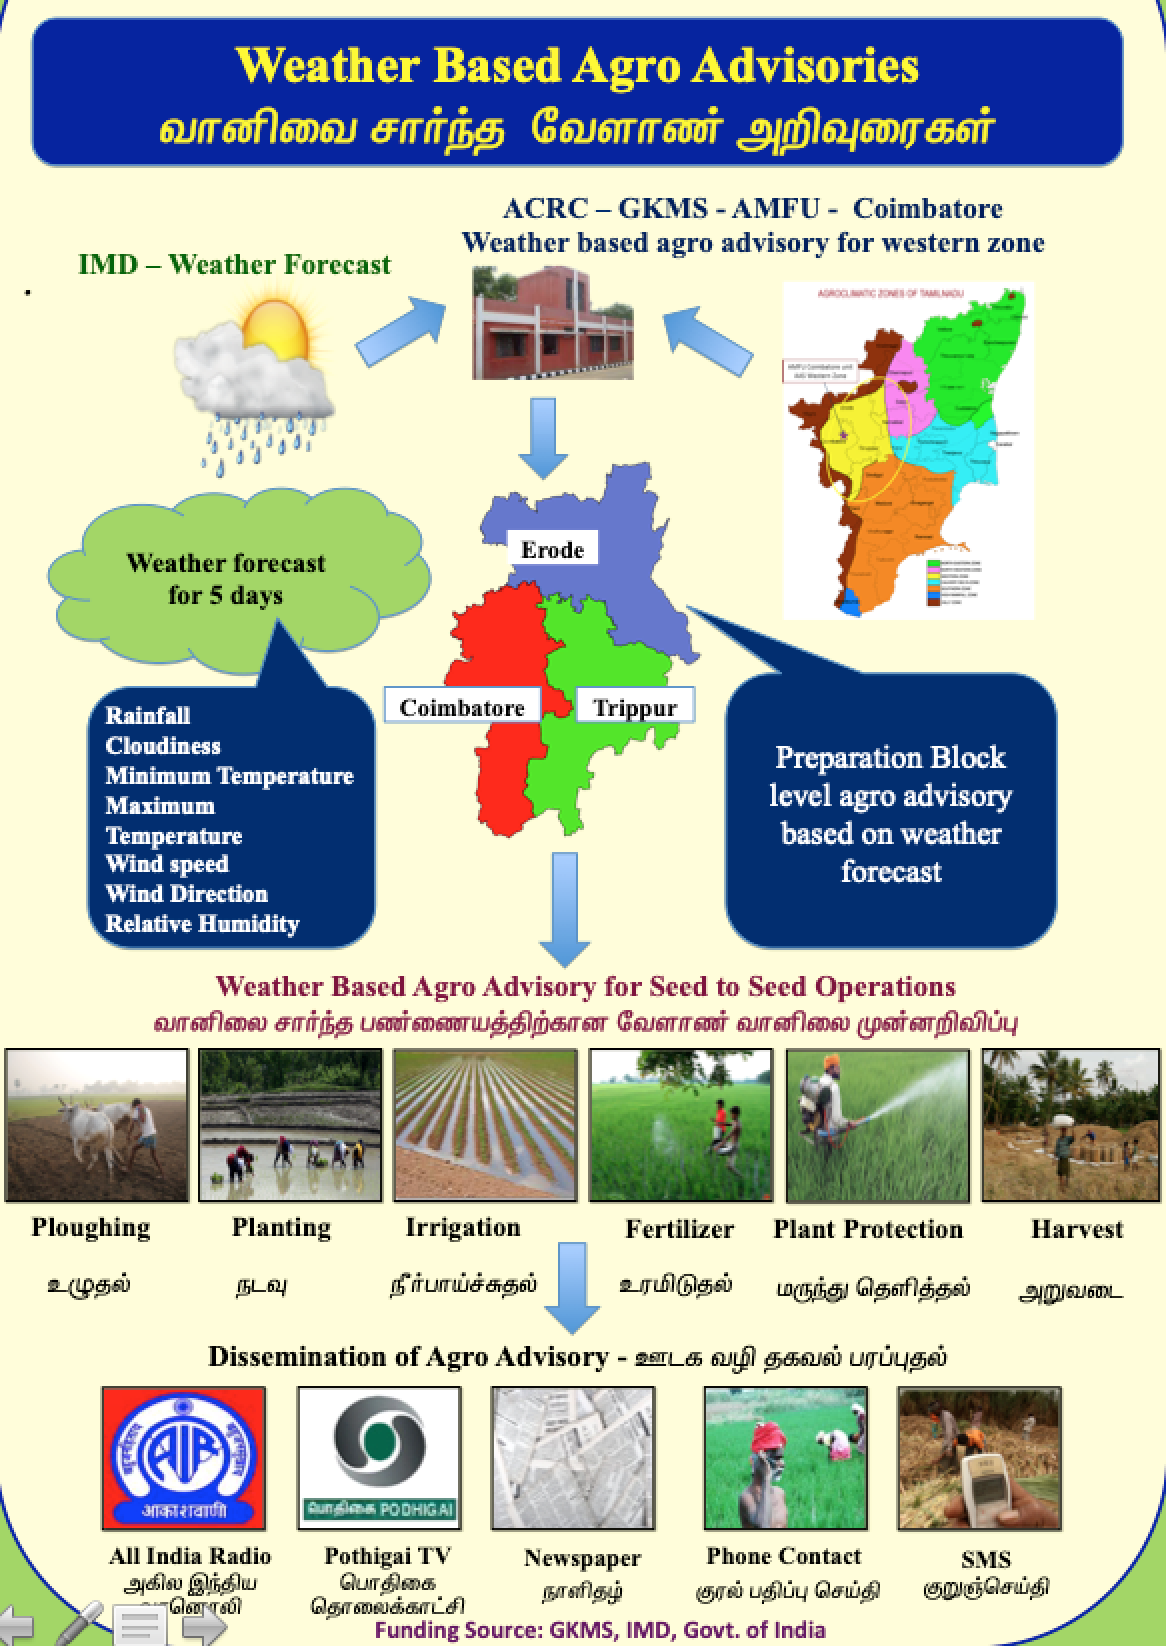 Weather Based Agro Advisories
வானிவை சார்ந்த வேளாண் அறிவுரைகள்
ACRC – GKMS - AMFU - Coimbatore
Weather based agro advisory for western zone
IMD – Weather Forecast
AGROCLIMATIC ZONES OF TAMILNADU
Weather forecast
for 5 days
Erode
Coimbatore
Trippur
Rainfall
Cloudiness
Minimum Temperature
Maximum
Temperature
Wind speed
Wind Direction
Relative Humidity
Preparation Block
level agro advisory
based on weather
forecast
Weather Based Agro Advisory for Seed to Seed Operations
வானிலை சார்ந்த பண்ணையத்திற்கான வேளாண் வானிலை முன்னறிவிப்பு
Ploughing Planting Irrigation Fertilizer Plant Protection Harvest
உழுதல் நடவு நீர்பாய்ச்சுதல் உரமிடுதல் மருந்து தெளித்தல் அறுவடை
Dissemination of Agro Advisory - ஊடக வழி தகவல் பரப்புதல்
AIR
आकाशवाणी
பொதிகை PODHIGAI
All India Radio Pothigai TV Newspaper Phone Contact SMS
அகில இந்திய பொதிகை நாளிதழ் குரல் பதிப்பு செய்தி குறுஞ்செய்தி
தொலைக்காட்சி
Funding Source: GKMS, IMD, Govt. of India